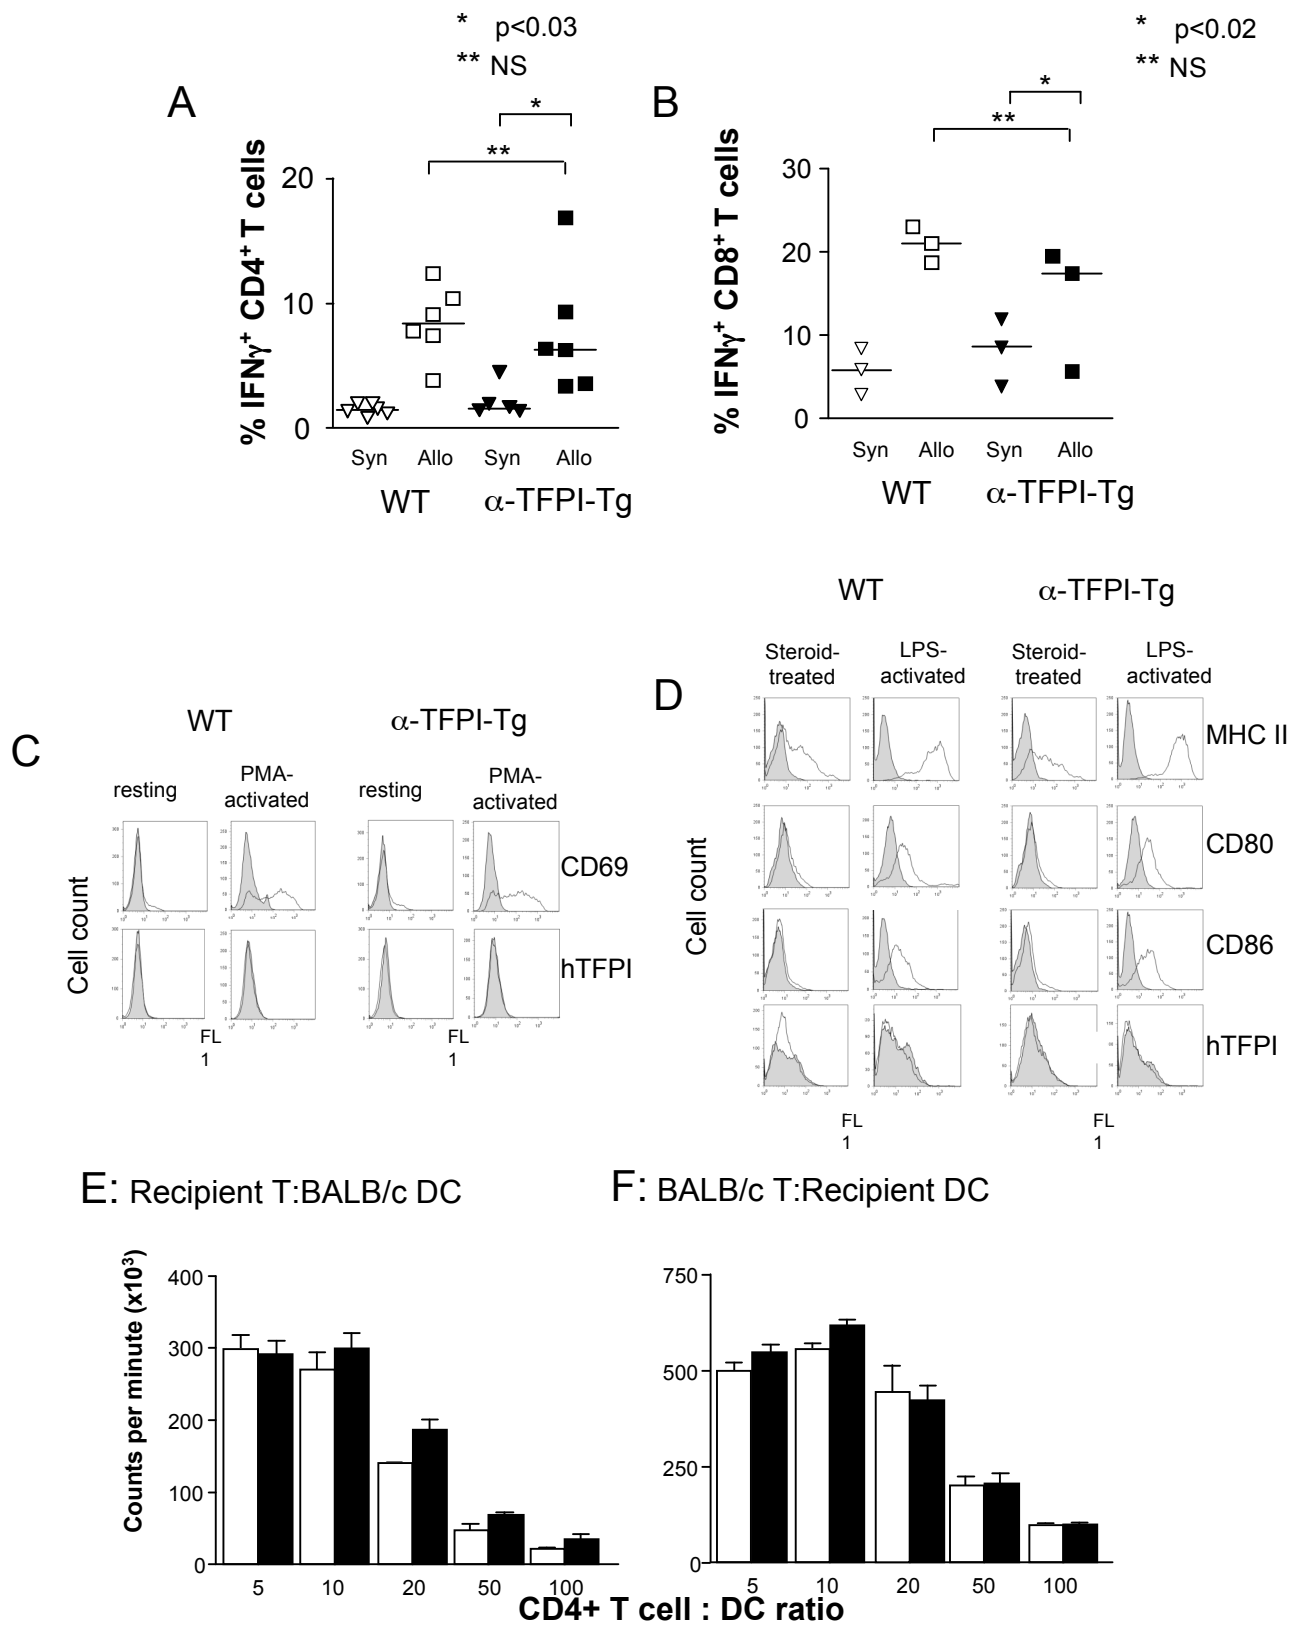 * p<0.03
** NS
* p<0.02
** NS
A
B
*
**
*
**
% IFNγ+ CD4+ T cells
20
10
0
Syn Allo Syn Allo
WT α-TFPI-Tg
% IFNγ+ CD8+ T cells
30
20
10
0
Syn Allo Syn Allo
WT α-TFPI-Tg
C
WT α-TFPI-Tg
resting PMA-activated resting PMA-activated
CD69
hTFPI
Cell count
FL 1 FL 1
D
WT α-TFPI-Tg
Steroid-treated LPS-activated Steroid-treated LPS-activated
MHC II
CD80
CD86
hTFPI
Cell count
FL 1 FL 1
E: Recipient T:BALB/c DC
F: BALB/c T:Recipient DC
Counts per minute (x10³)
400
300
200
100
0
5 10 20 50 100
750
500
250
0
5 10 20 50 100
CD4+ T cell : DC ratio